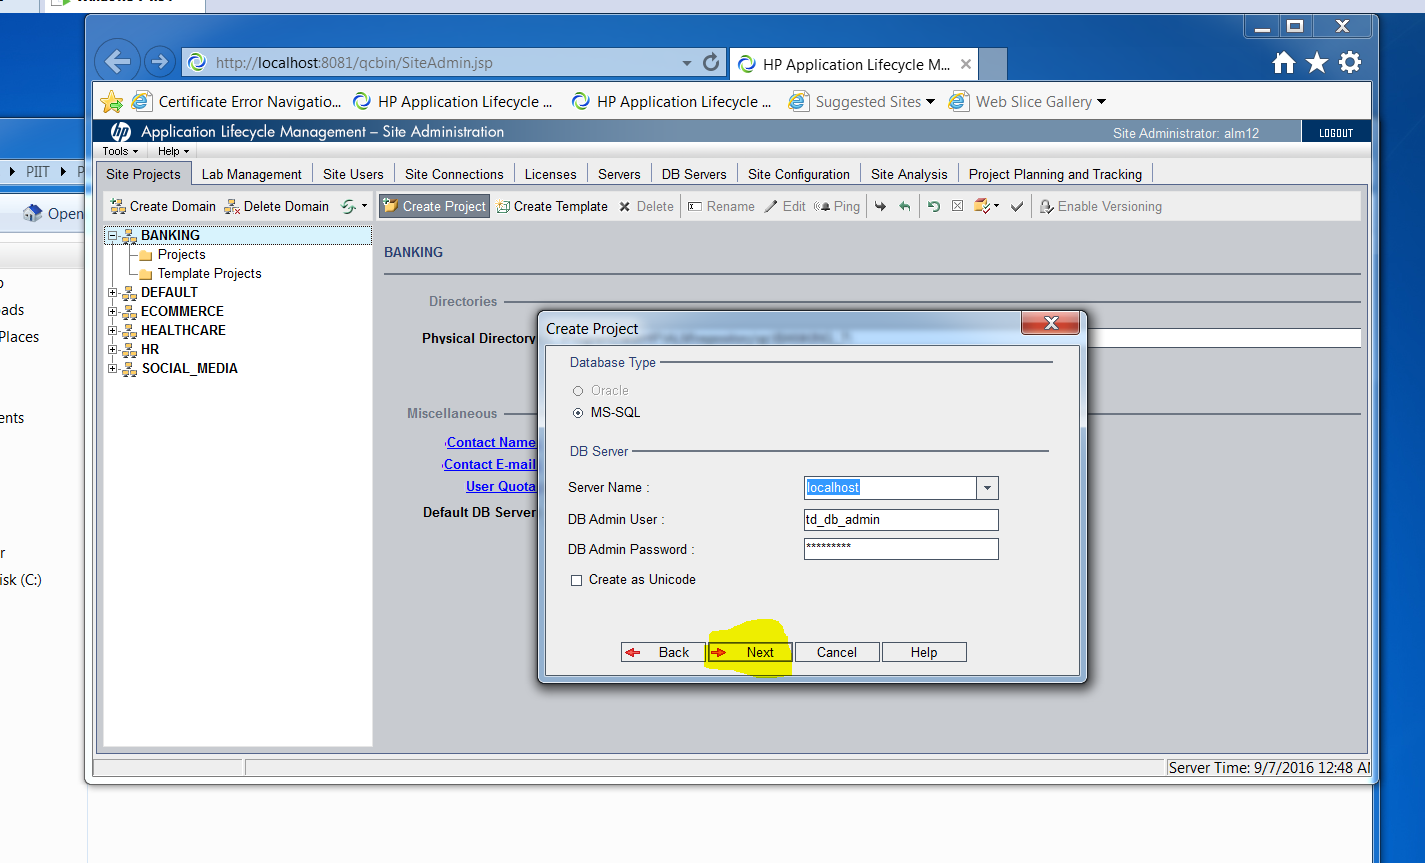 http://localhost:8081/qcbin/SiteAdmin.jsp
HP Application Lifecycle M...
Certificate Error Navigatio...
HP Application Lifecycle ...
HP Application Lifecycle ...
Suggested Sites
Web Slice Gallery
hp Application Lifecycle Management – Site Administration
Site Administrator: alm12
LOGOUT
Tools Help
PIIT P
Site Projects Lab Management Site Users Site Connections Licenses Servers DB Servers Site Configuration Site Analysis Project Planning and Tracking
Open
Create Domain Delete Domain Create Project Create Template Delete Rename Edit Ping Enable Versioning
BANKING
Projects
Template Projects
DEFAULT
ECOMMERCE
HEALTHCARE
HR
SOCIAL_MEDIA
ads
Places
ents
r
isk (C:)
BANKING
Directories
Physical Directory
Miscellaneous
Contact Name
Contact E-mail
User Quota
Default DB Server
Create Project
Database Type
Oracle
MS-SQL
DB Server
Server Name :
localhost
DB Admin User :
td_db_admin
DB Admin Password :
*********
Create as Unicode
Back Next Cancel Help
Server Time: 9/7/2016 12:48 AM